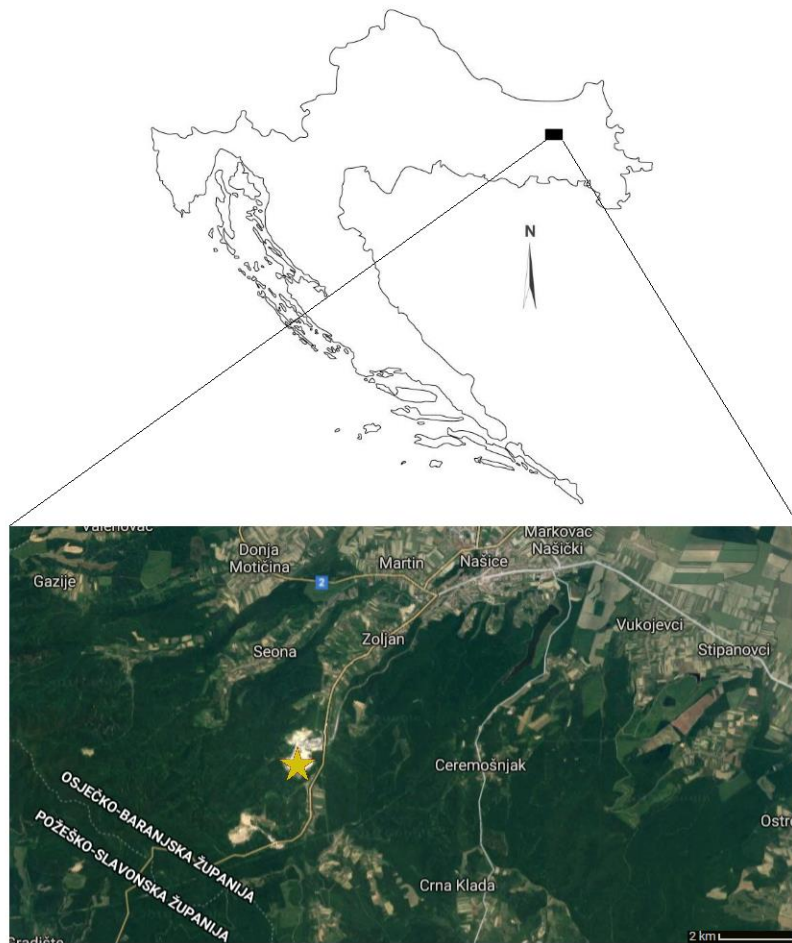 N
Valenovac
Donja
Motičina
2
Martin
Našice
Markovac
Našički
Gazije
Seona
Zoljan
Vukojevci
Stipanovci
Ceremošnjak
OSJEČKO-BARANJSKA ŽUPANIJA
POŽEŠKO-SLAVONSKA ŽUPANIJA
Crna Klada
Ostro
Gradište
2 km